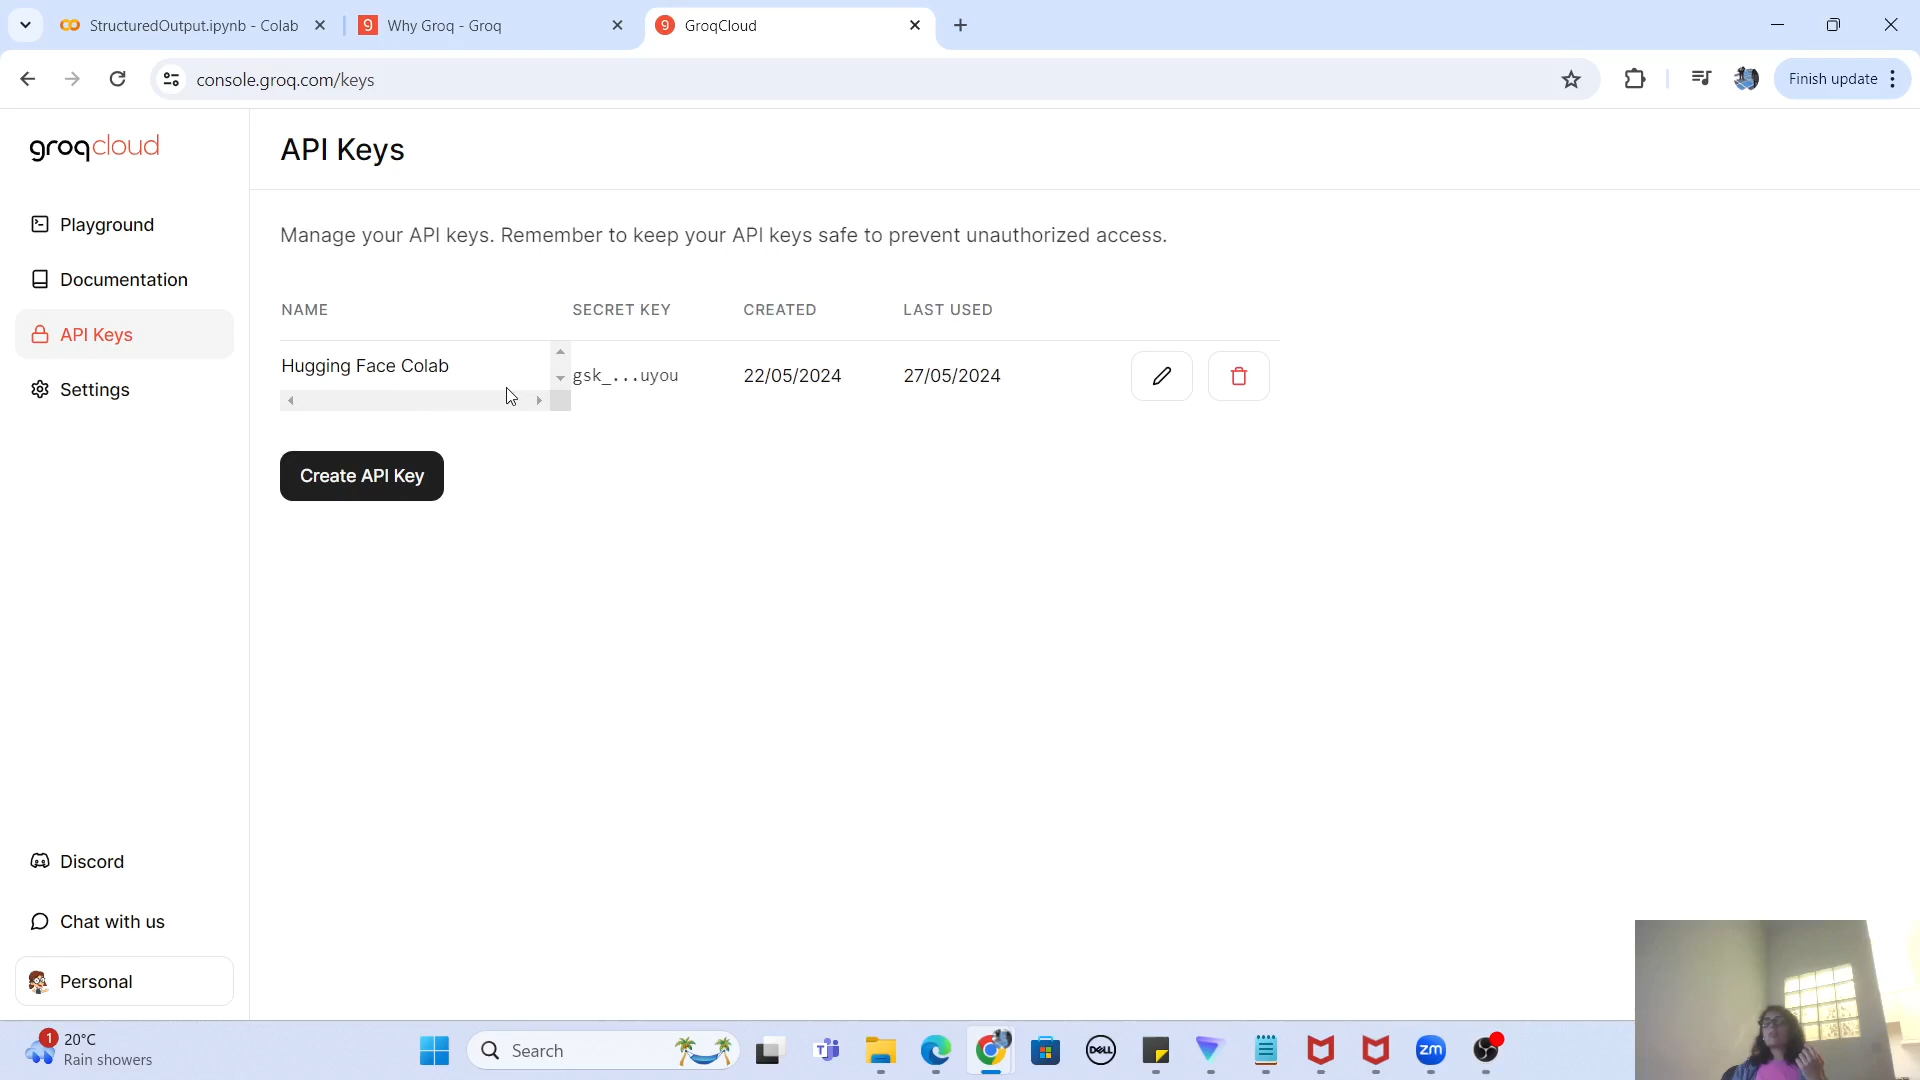 StructuredOutput.ipynb - Colab
Why Groq - Groq
GroqCloud
console.groq.com/keys
Finish update
groqcloud
Playground
Documentation
API Keys
Settings
Discord
Chat with us
Personal
API Keys
Manage your API keys. Remember to keep your API keys safe to prevent unauthorized access.
NAME SECRET KEY CREATED LAST USED
Hugging Face Colab gsk_...uyou 22/05/2024 27/05/2024
Create API Key
1
20°C
Rain showers
Search
DELL
zm